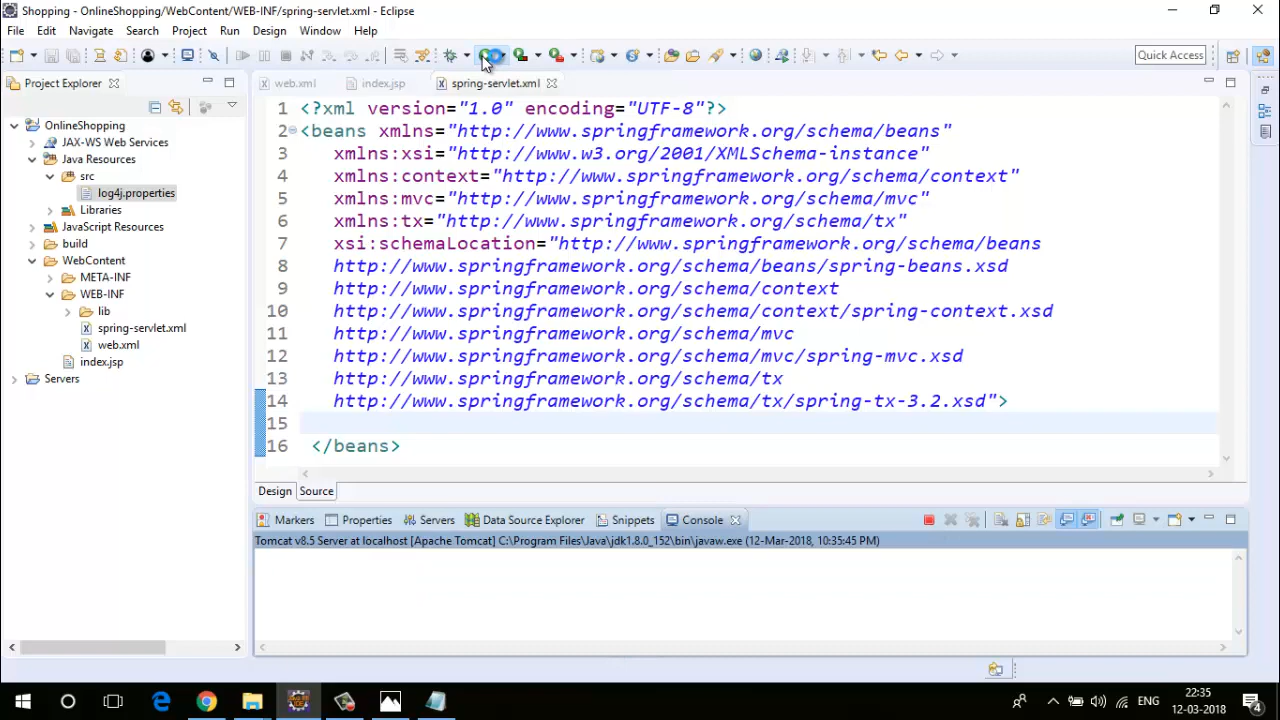 Shopping - OnlineShopping/WebContent/WEB-INF/spring-servlet.xml - Eclipse
File Edit Navigate Search Project Run Design Window Help
Quick Access
Project Explorer
web.xml
index.jsp
spring-servlet.xml
OnlineShopping
JAX-WS Web Services
Java Resources
src
log4j.properties
Libraries
JavaScript Resources
build
WebContent
META-INF
WEB-INF
lib
spring-servlet.xml
web.xml
index.jsp
Servers
1 <?xml version="1.0" encoding="UTF-8"?>
2 <beans xmlns="http://www.springframework.org/schema/beans"
3 xmlns:xsi="http://www.w3.org/2001/XMLSchema-instance"
4 xmlns:context="http://www.springframework.org/schema/context"
5 xmlns:mvc="http://www.springframework.org/schema/mvc"
6 xmlns:tx="http://www.springframework.org/schema/tx"
7 xsi:schemaLocation="http://www.springframework.org/schema/beans
8 http://www.springframework.org/schema/beans/spring-beans.xsd
9 http://www.springframework.org/schema/context
10 http://www.springframework.org/schema/context/spring-context.xsd
11 http://www.springframework.org/schema/mvc
12 http://www.springframework.org/schema/mvc/spring-mvc.xsd
13 http://www.springframework.org/schema/tx
14 http://www.springframework.org/schema/tx/spring-tx-3.2.xsd">
15
16 </beans>
Design Source
Markers Properties Servers Data Source Explorer Snippets Console
Tomcat v8.5 Server at localhost [Apache Tomcat] C:\Program Files\Java\jdk1.8.0_152\bin\javaw.exe (12-Mar-2018, 10:35:45 PM)
ENG
22:35
12-03-2018
4